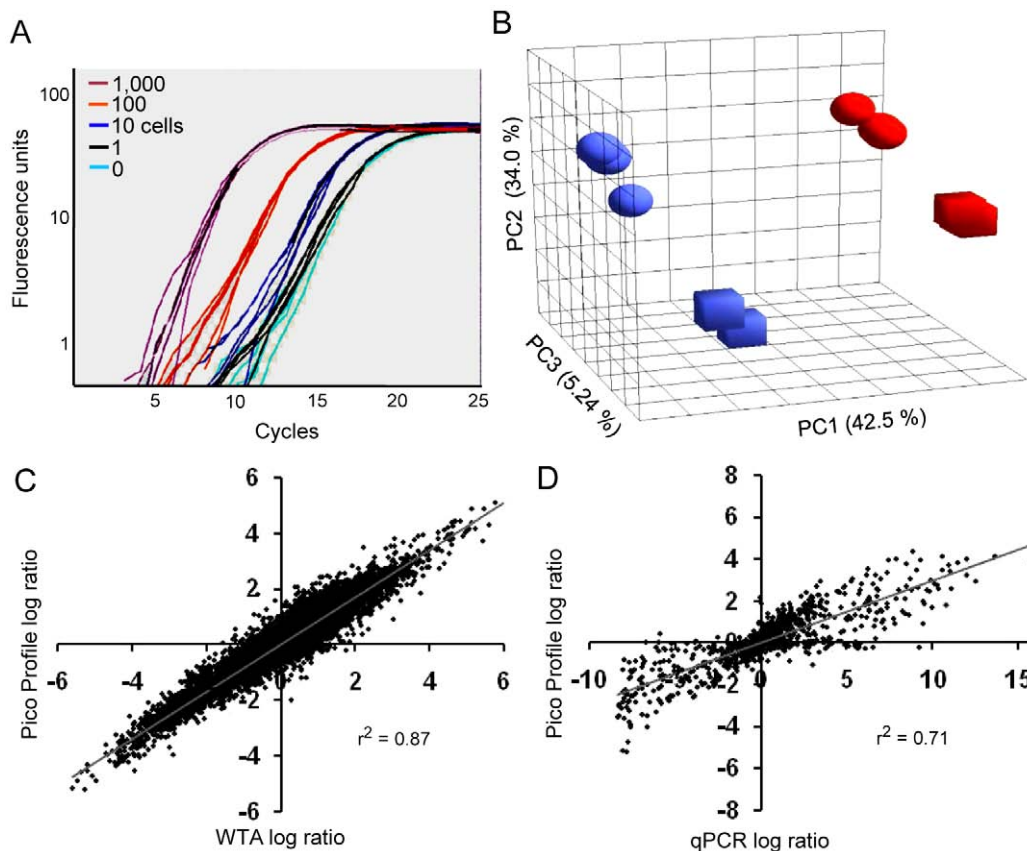 A
1,000
100
10 cells
1
0
100
10
1
Fluorescence units
5
10
15
20
25
Cycles
B
PC2 (34.0 %)
PC3 (5.24 %)
PC1 (42.5 %)
C
6
4
2
-6
-4
-2
0
2
4
6
-2
-4
-6
Pico Profile log ratio
r² = 0.87
WTA log ratio
D
8
6
4
2
0
-10
-5
0
5
10
15
-2
-4
-6
-8
Pico Profile log ratio
r² = 0.71
qPCR log ratio